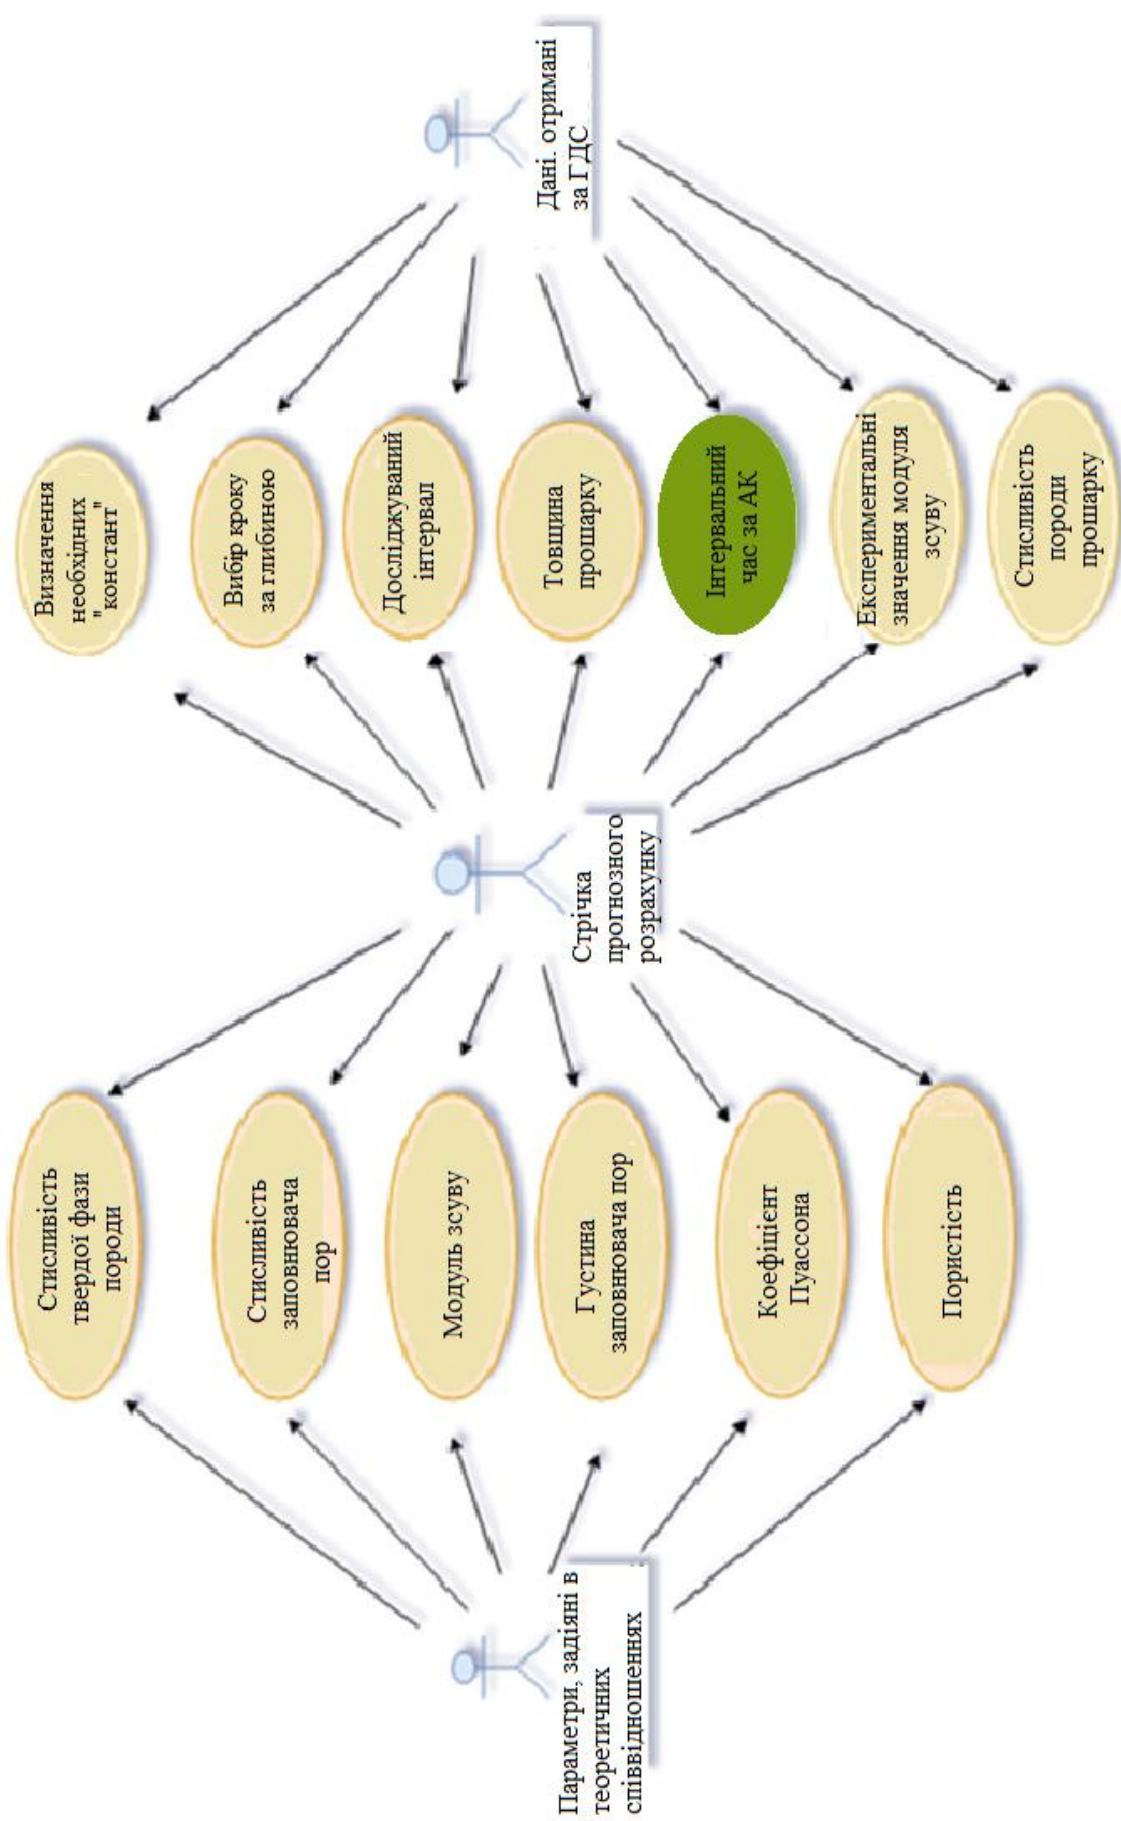 Параметри, задіяні в
теоретичних
співвідношеннях
Стисливість
твердої фази
породи
Стисливість
заповнювача
пор
Модуль зсуву
Густина
заповнювача пор
Коефіцієнт
Пуассона
Пористість
Стрічка
прогнозного
розрахунку
Визначення
необхідних
" констант"
Вибір кроку
за глибиною
Досліджуваний
інтервал
Товщина
прошарку
Інтервальний
час за АК
Експериментальні
значення модуля
зсуву
Стисливість
породи
прошарку
Дані. отримані
за ГДС